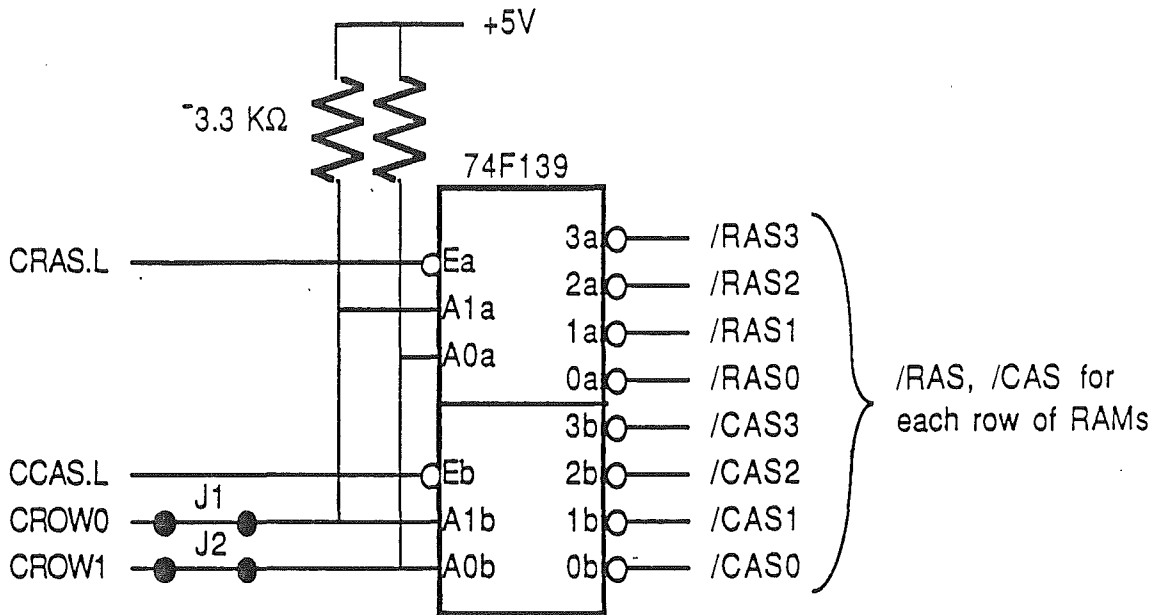 +5V
3.3 KΩ
74F139
CRAS.L
Ea
A1a
A0a
3a
/RAS3
2a
/RAS2
1a
/RAS1
0a
/RAS0
/RAS, /CAS for
each row of RAMs
3b
/CAS3
CCAS.L
Eb
2b
/CAS2
J1
CROW0
A1b
1b
/CAS1
J2
CROW1
A0b
0b
/CAS0